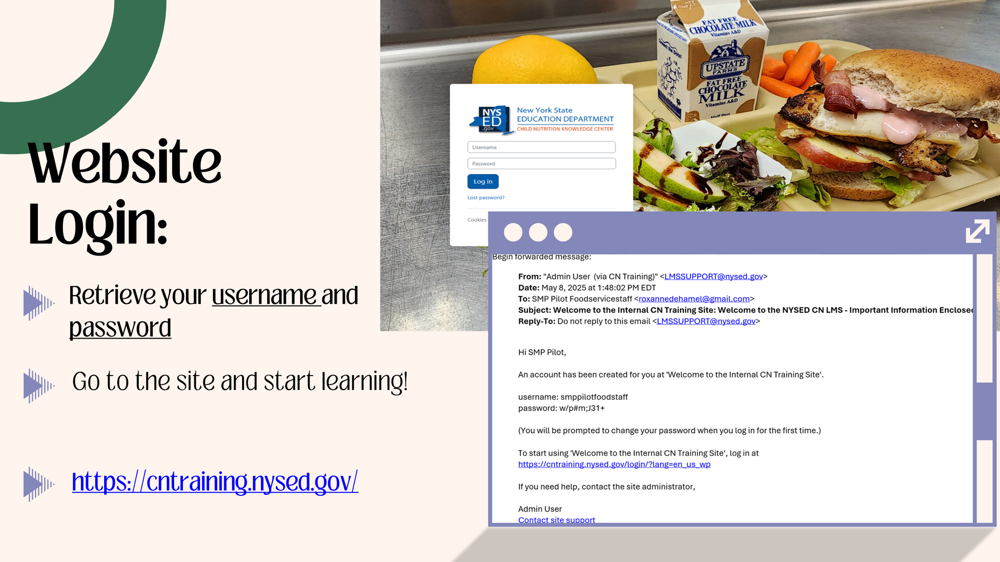 Website
Login:
Retrieve your username and
password
Go to the site and start learning!
https://cntraining.nysed.gov/
Fresh
FAT FREE
CHOCOLATE MILK
Vitamins A&D
Connect the Dots!
UPSTATE
FARMS
FAT FREE
CHOCOLATE
MILK
Vitamins A&D
Half Pint
NYS
ED
.gov
New York State
EDUCATION DEPARTMENT
CHILD NUTRITION KNOWLEDGE CENTER
Username
Password
Log in
Lost password?
Cookies
Begin forwarded message:
From: "Admin User (via CN Training)" <LMSSUPPORT@nysed.gov>
Date: May 8, 2025 at 1:48:02 PM EDT
To: SMP Pilot Foodservicestaff <roxannedehamel@gmail.com>
Subject: Welcome to the Internal CN Training Site: Welcome to the NYSED CN LMS - Important Information Enclosed
Reply-To: Do not reply to this email <LMSSUPPORT@nysed.gov>
Hi SMP Pilot,
An account has been created for you at 'Welcome to the Internal CN Training Site'.
username: smppilotfoodstaff
password: w/p#m;J31+
(You will be prompted to change your password when you log in for the first time.)
To start using 'Welcome to the Internal CN Training Site', log in at
https://cntraining.nysed.gov/login/?lang=en_us_wp
If you need help, contact the site administrator,
Admin User
Contact site support